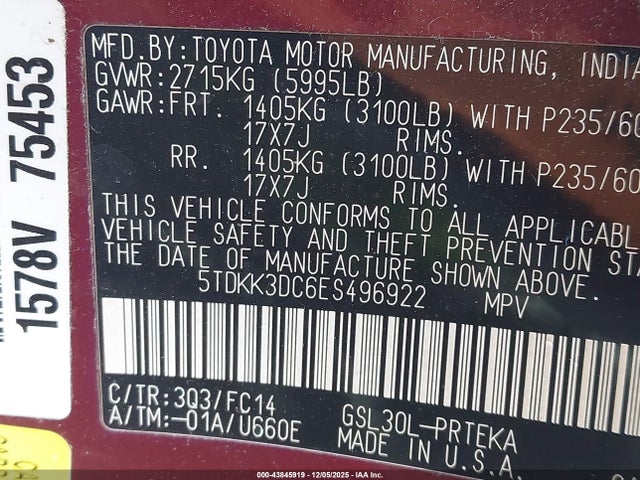 MFD.BY: TOYOTA MOTOR MANUFACTURING, INDIA
GVWR: 2715KG (5995LB)
GAWR: FRT. 1405KG (3100LB) WITH P235/60
17X7J RIMS.
RR. 1405KG (3100LB) WITH P235/60
17X7J RIMS.
THIS VEHICLE CONFORMS TO ALL APPLICABL
VEHICLE SAFETY AND THEFT PREVENTION STA
THE DATE OF MANUFACTURE SHOWN ABOVE.
5TDKK3DC6ES496922 MPV
C/TR: 3Q3/FC14 GSL30L-PRTEKA
A/TM: -01A/U660E MADE IN U.S.A.
1578V 75453
000-43845919 12/05/2025